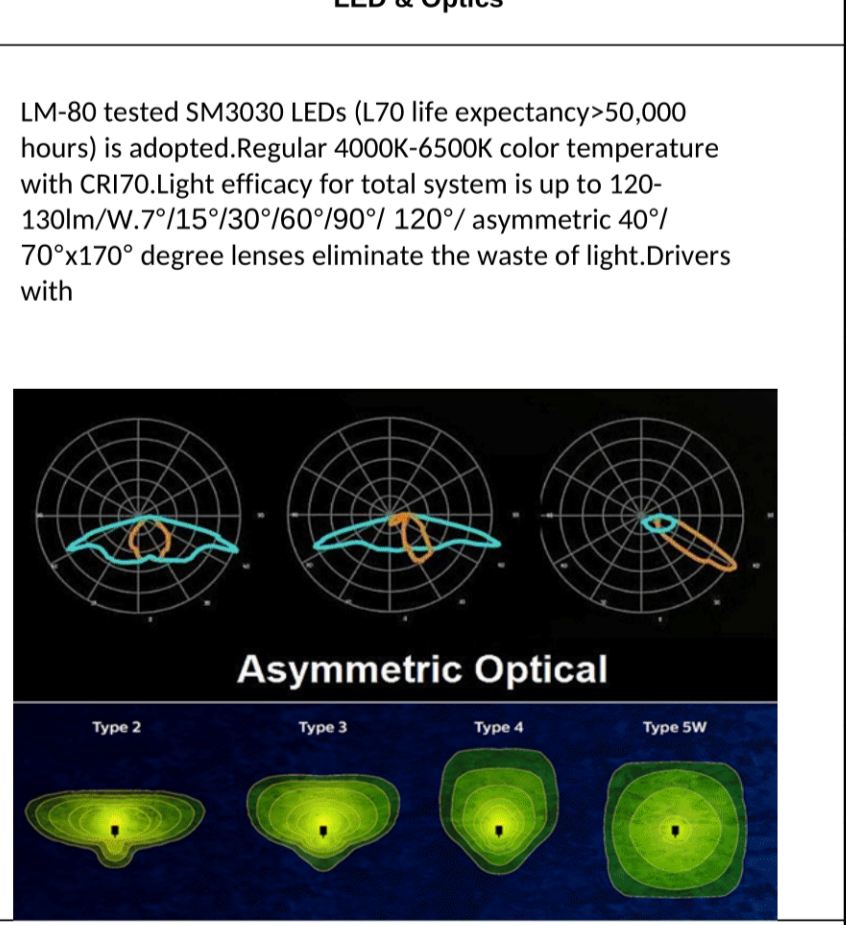 LED & Optics
LM-80 tested SM3030 LEDs (L70 life expectancy>50,000
hours) is adopted.Regular 4000K-6500K color temperature
with CRI70.Light efficacy for total system is up to 120-
130lm/W.7°/15°/30°/60°/90°/ 120°/ asymmetric 40°/
70°x170° degree lenses eliminate the waste of light.Drivers
with
Asymmetric Optical
Type 2 Type 3 Type 4 Type 5W